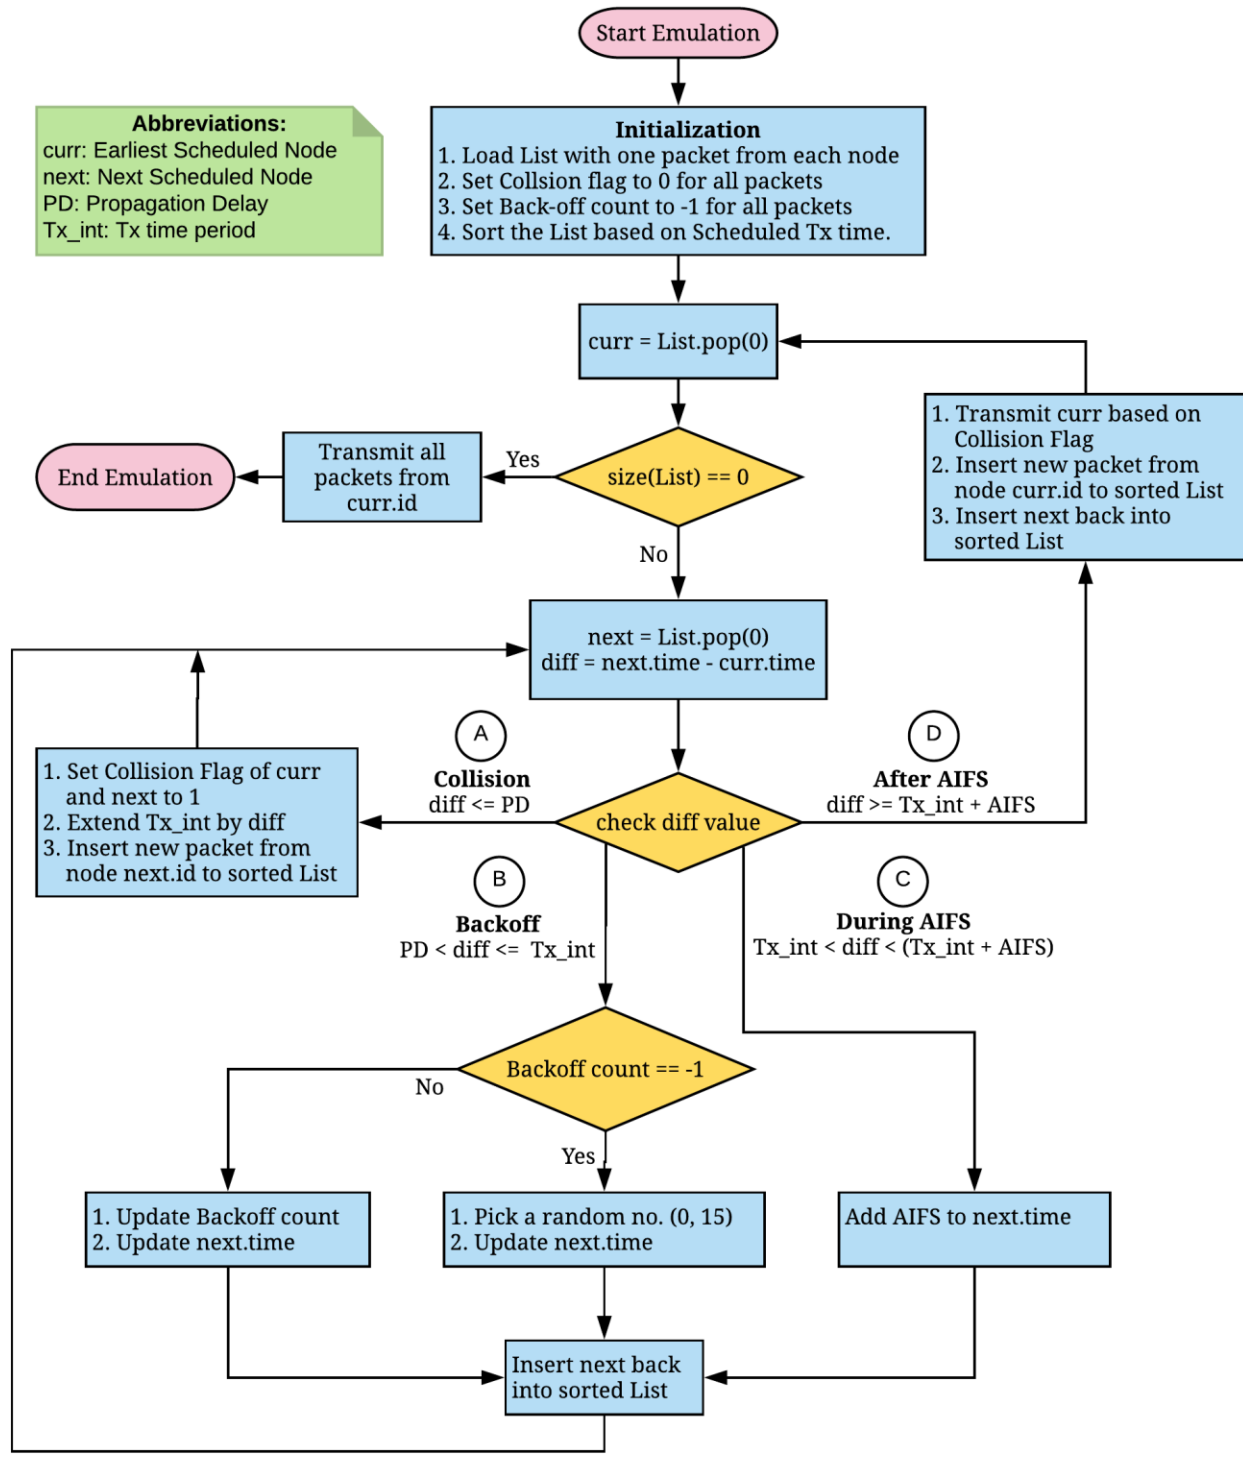 Start Emulation
Abbreviations:
curr: Earliest Scheduled Node
next: Next Scheduled Node
PD: Propagation Delay
Tx_int: Tx time period
Initialization
1. Load List with one packet from each node
2. Set Collsion flag to 0 for all packets
3. Set Back-off count to -1 for all packets
4. Sort the List based on Scheduled Tx time.
curr = List.pop(0)
size(List) == 0
Yes
Transmit all
packets from
curr.id
End Emulation
No
1. Transmit curr based on
Collision Flag
2. Insert new packet from
node curr.id to sorted List
3. Insert next back into
sorted List
next = List.pop(0)
diff = next.time - curr.time
check diff value
A
Collision
diff <= PD
1. Set Collision Flag of curr
and next to 1
2. Extend Tx_int by diff
3. Insert new packet from
node next.id to sorted List
D
After AIFS
diff >= Tx_int + AIFS
B
Backoff
PD < diff <= Tx_int
C
During AIFS
Tx_int < diff < (Tx_int + AIFS)
Backoff count == -1
No
Yes
1. Update Backoff count
2. Update next.time
1. Pick a random no. (0, 15)
2. Update next.time
Add AIFS to next.time
Insert next back
into sorted List